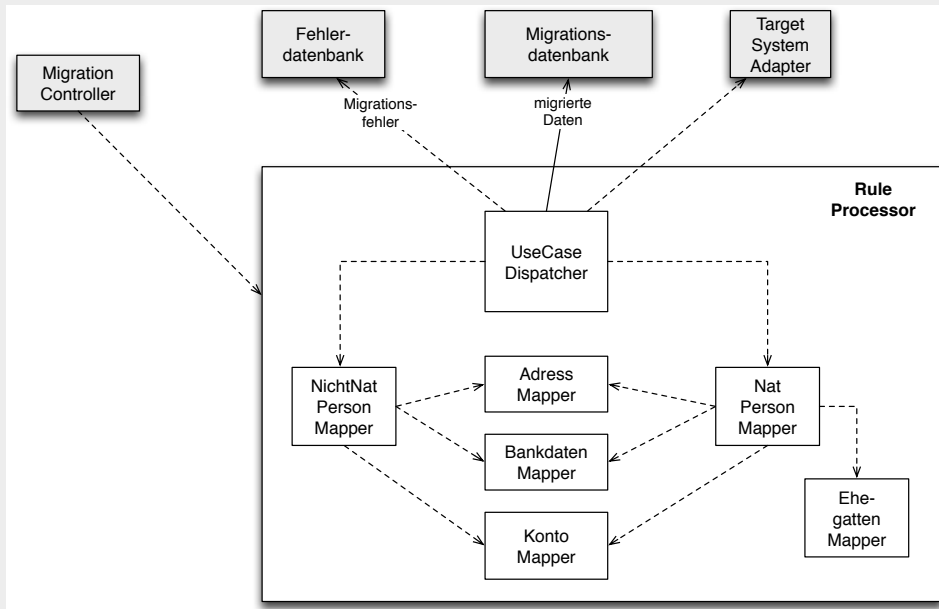 Fehler-
datenbank
Migrations-
datenbank
Target
System
Adapter
Migration
Controller
Migrations-
fehler
migrierte
Daten
Rule
Processor
UseCase
Dispatcher
NichtNat
Person
Mapper
Adress
Mapper
Nat
Person
Mapper
Bankdaten
Mapper
Ehe-
gatten
Mapper
Konto
Mapper